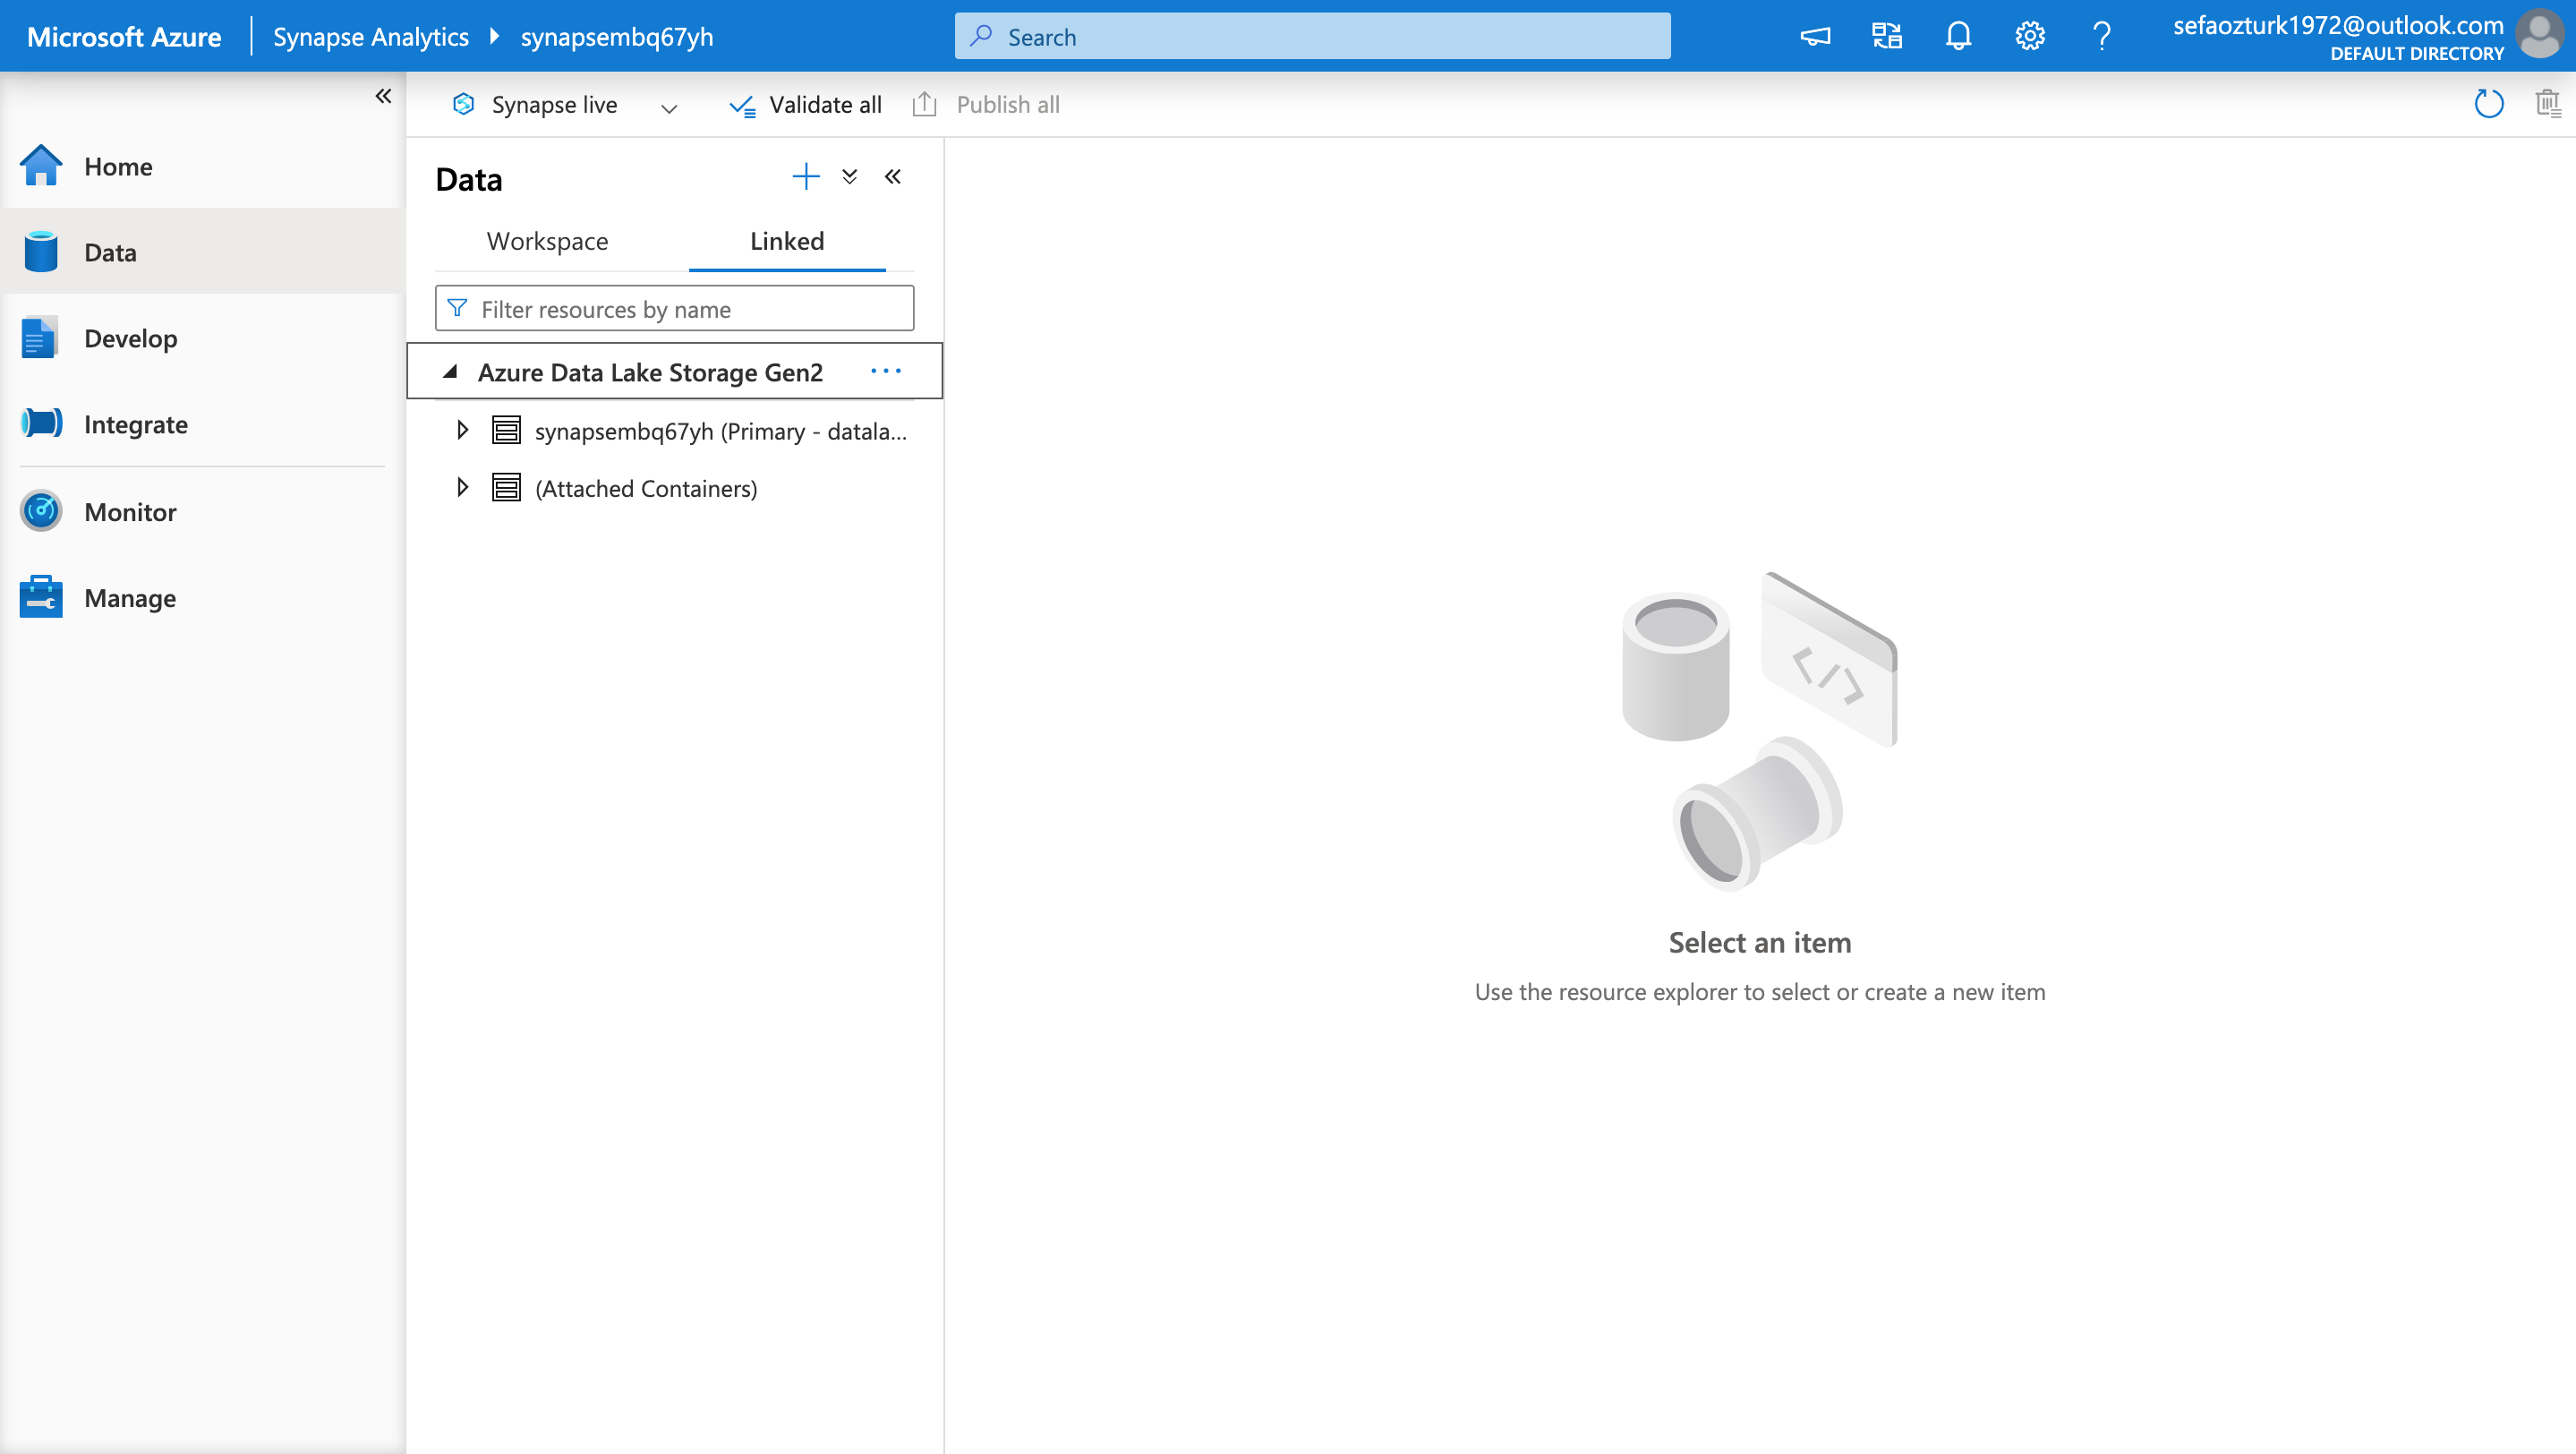 Microsoft Azure
Synapse Analytics
synapsembq67yh
Search
sefaozturk1972@outlook.com
DEFAULT DIRECTORY
Synapse live
Validate all
Publish all
Home
Data
Develop
Integrate
Monitor
Manage
Data
Workspace
Linked
Filter resources by name
Azure Data Lake Storage Gen2
synapsembq67yh (Primary - datala...
(Attached Containers)
</>
Select an item
Use the resource explorer to select or create a new item